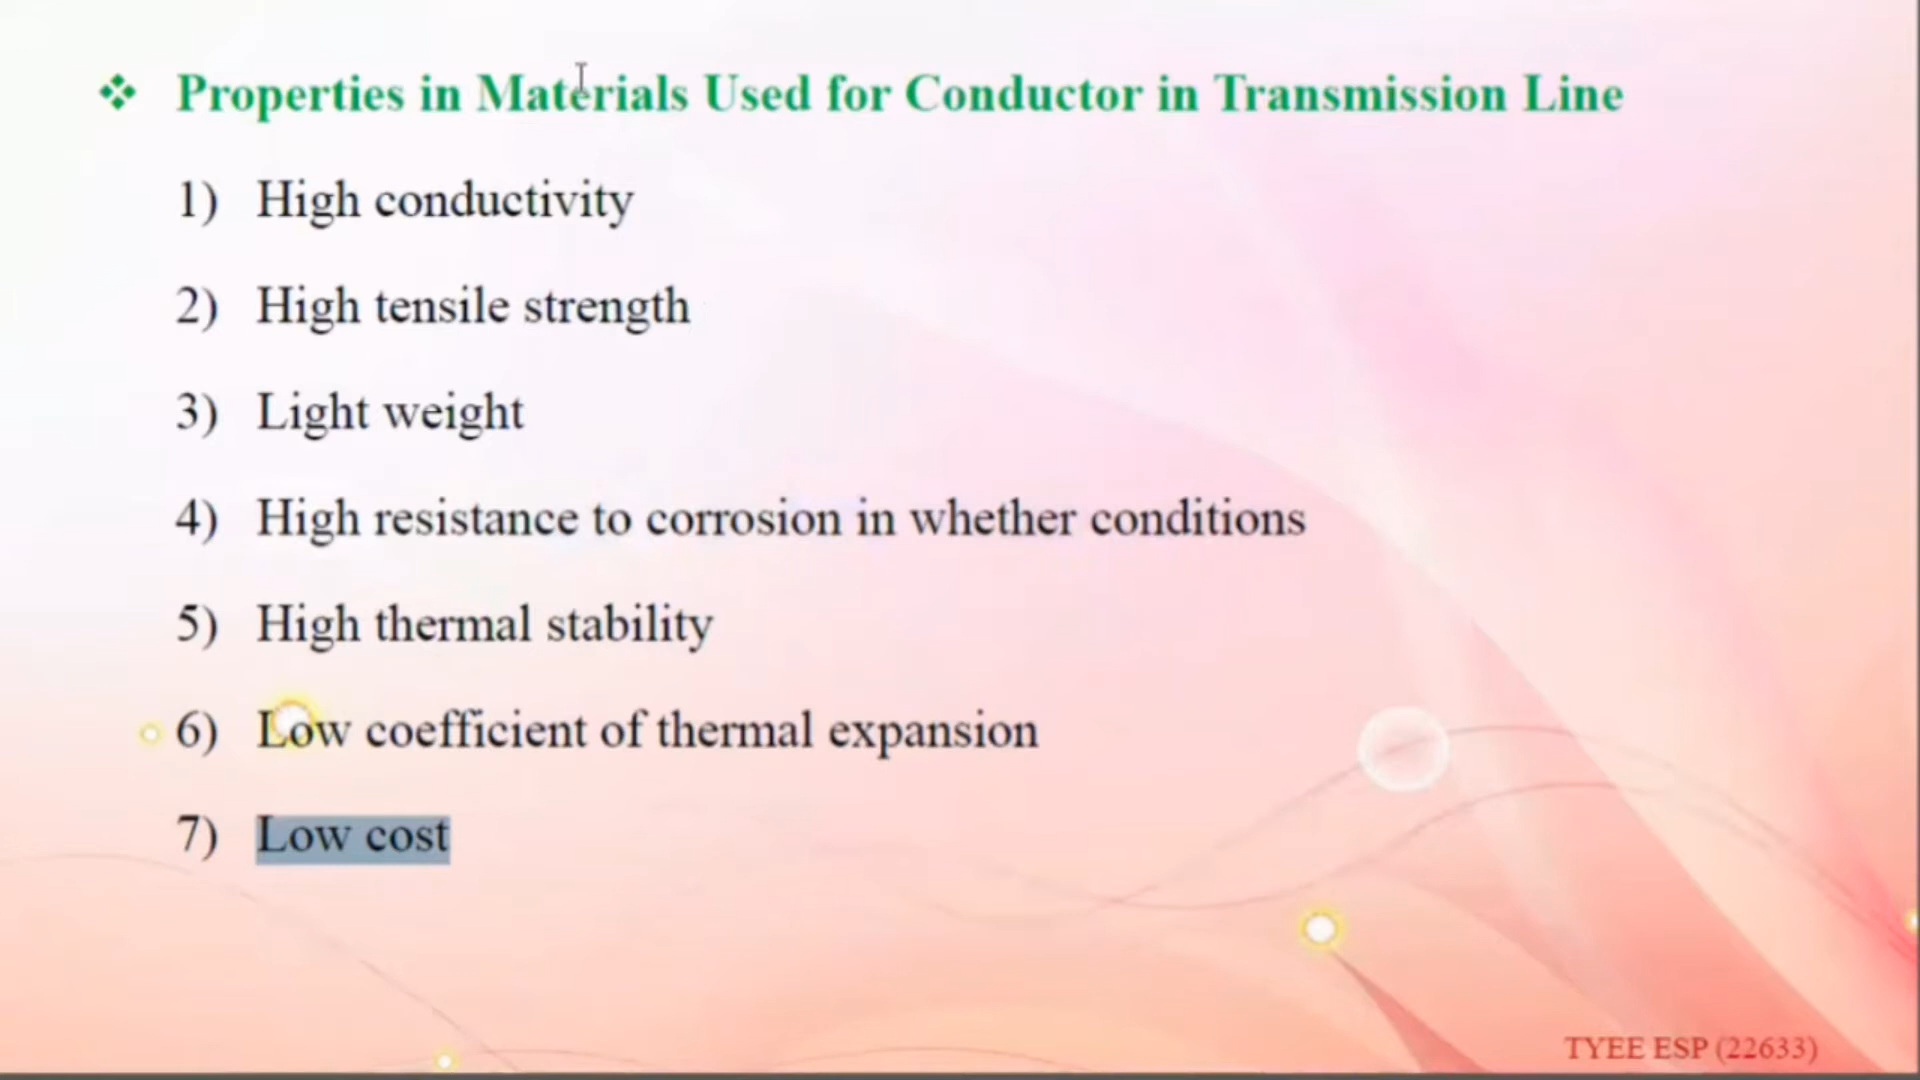 ❖ Properties in Materials Used for Conductor in Transmission Line
1) High conductivity
2) High tensile strength
3) Light weight
4) High resistance to corrosion in whether conditions
5) High thermal stability
6) Low coefficient of thermal expansion
7) Low cost
TYEE ESP (22633)